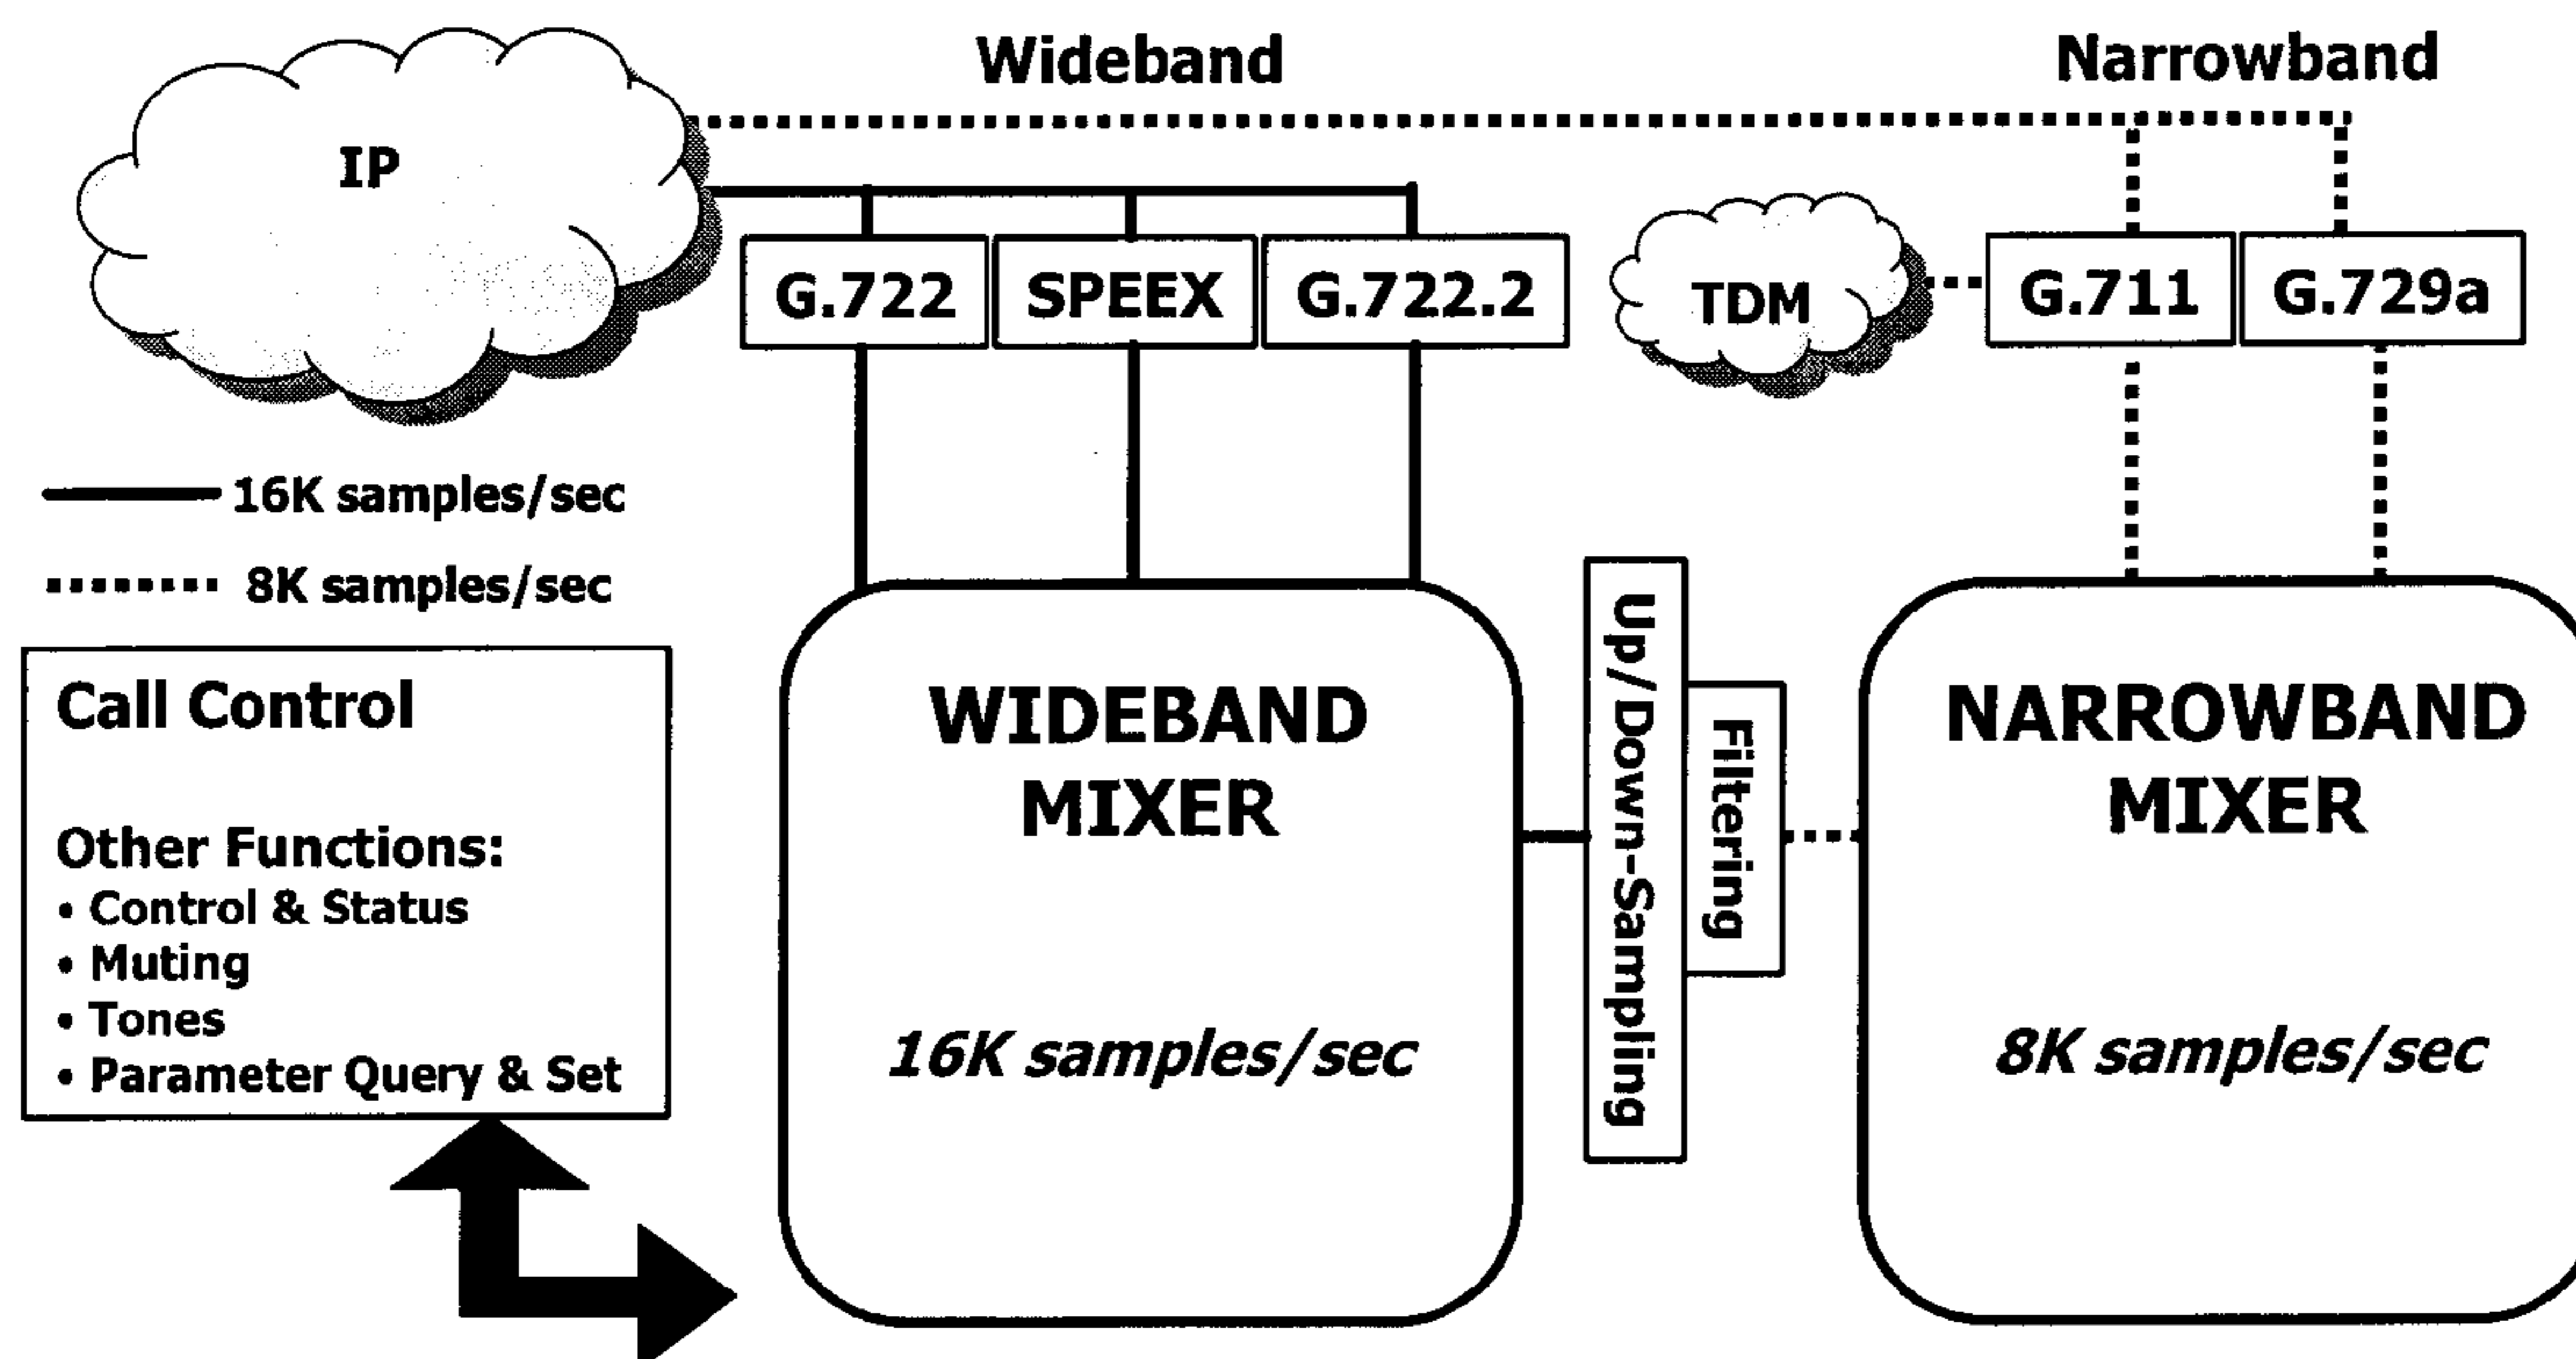 Wideband
Narrowband
IP
G.722
SPEEX
G.722.2
TDM
G.711
G.729a
16K samples/sec
8K samples/sec
Call Control
Other Functions:
• Control & Status
• Muting
• Tones
• Parameter Query & Set
WIDEBAND
MIXER
16K samples/sec
Up/Down-Sampling
Filtering
NARROWBAND
MIXER
8K samples/sec